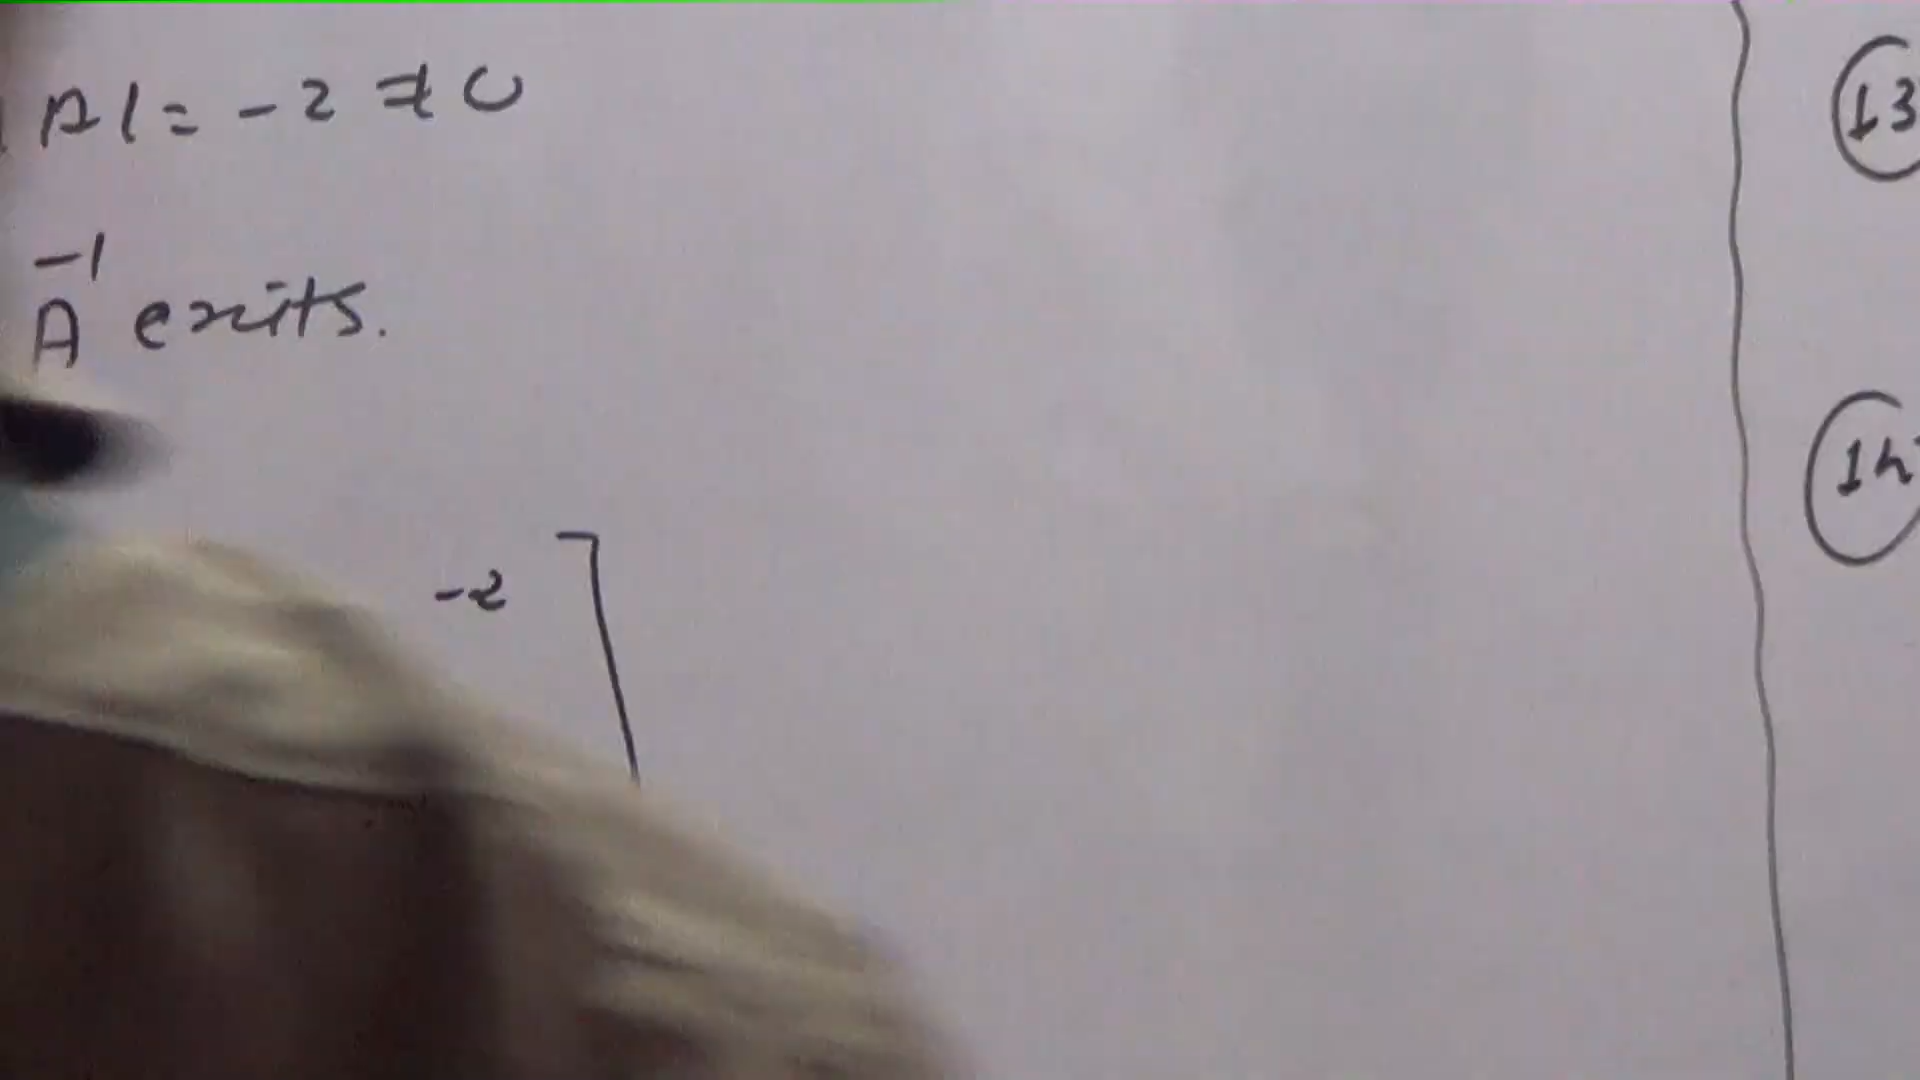 |A| = -2 ≠ 0
A⁻¹ exits.
-2 ]
13
14